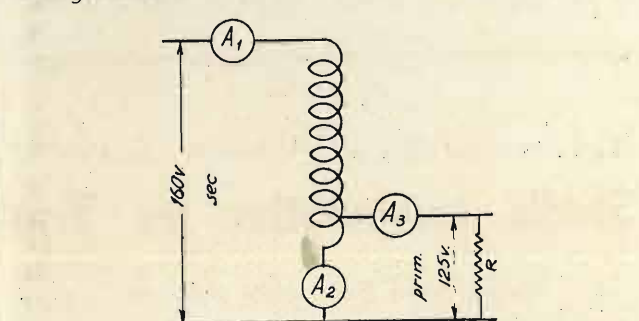 A₁
160v.
sec
A₃
A₂
prim.
125v.
R